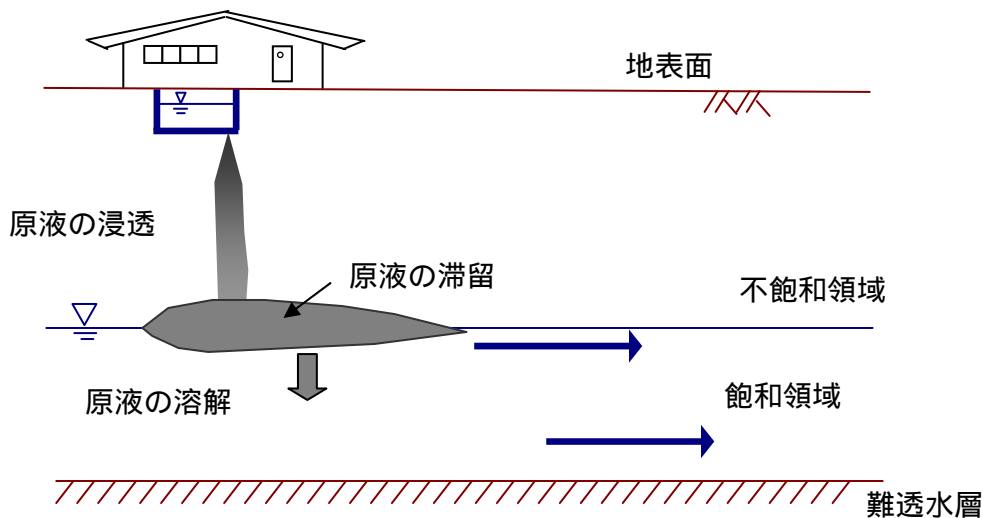 地表面
原液の浸透
原液の滞留
不飽和領域
原液の溶解
飽和領域
難透水層